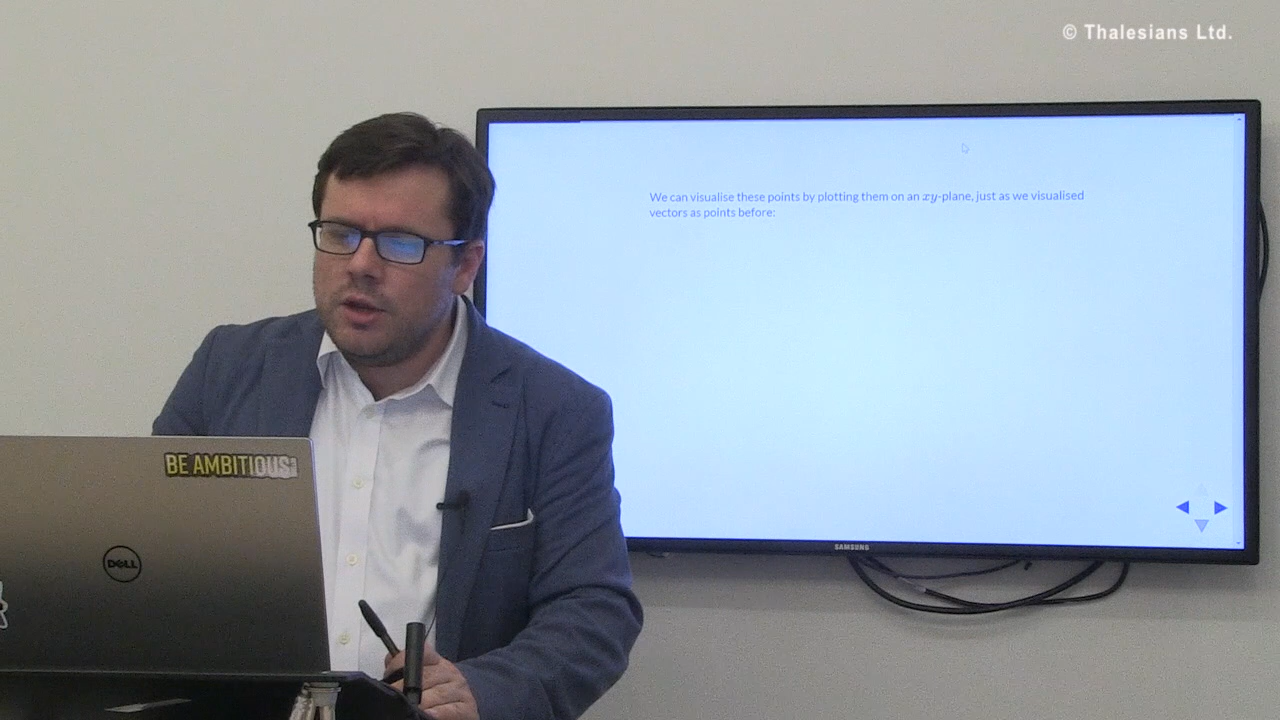 © Thalesians Ltd.
We can visualise these points by plotting them on an xy-plane, just as we visualised
vectors as points before:
BE AMBITIOUS!
DELL
SAMSUNG